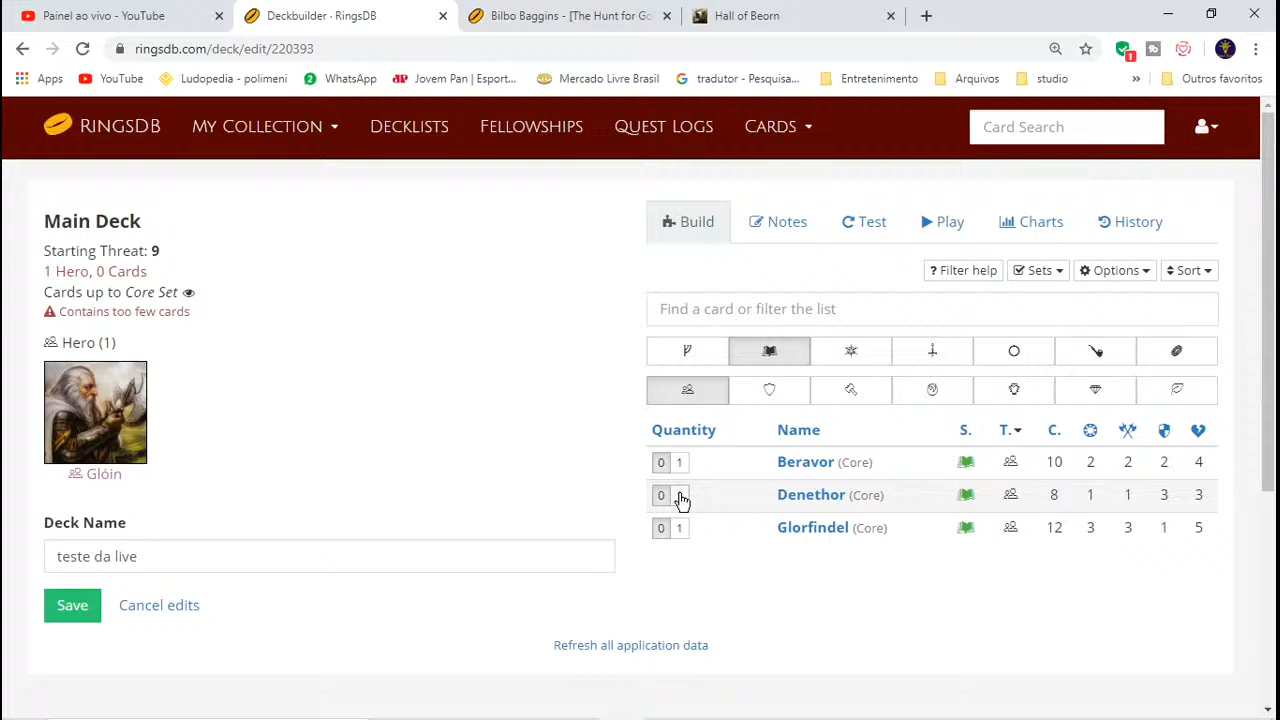 Painel ao vivo - YouTube
Deckbuilder · RingsDB
Bilbo Baggins - [The Hunt for Go
Hall of Beorn
ringsdb.com/deck/edit/220393
1
Apps
YouTube
Ludopedia - polimeni
2 WhatsApp
Jovem Pan | Esport...
Mercado Livre Brasil
tradutor - Pesquisa...
Entretenimento
Arquivos
studio
»
Outros favoritos
RINGSDB
MY COLLECTION
DECKLISTS
FELLOWSHIPS
QUEST LOGS
CARDS
Card Search
Main Deck
Starting Threat: 9
1 Hero, 0 Cards
Cards up to Core Set
Contains too few cards
Hero (1)
Glóin
Deck Name
teste da live
Save
Cancel edits
Build
Notes
Test
Play
Charts
History
? Filter help
Sets
Options
Sort
Find a card or filter the list
Quantity Name S. T. C.
0 1 Beravor (Core) 10 2 2 2 4
0 Denethor (Core) 8 1 1 3 3
0 1 Glorfindel (Core) 12 3 3 1 5
Refresh all application data